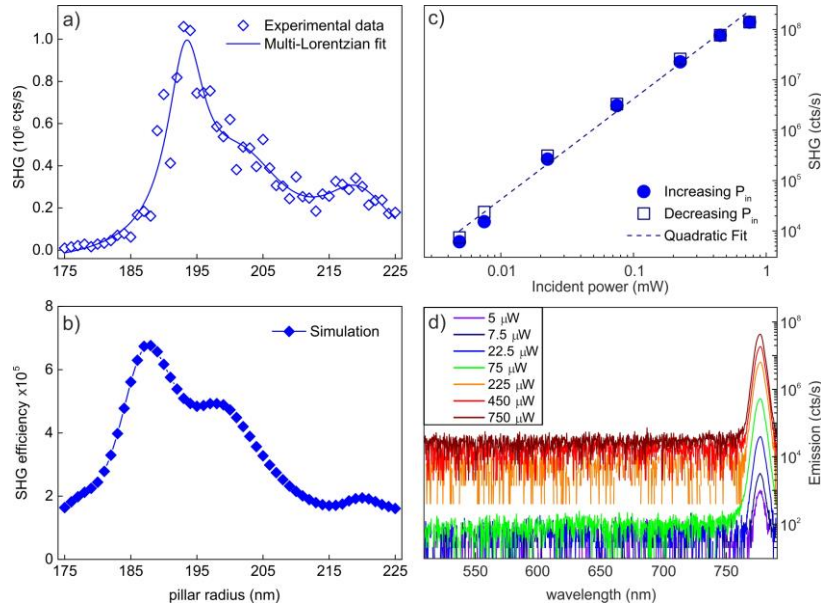 a)
Experimental data
Multi-Lorentzian fit
SHG (10⁶ cts/s)
1.0
0.8
0.6
0.4
0.2
0.0
175 185 195 205 215 225
c)
Increasing Pin
Decreasing Pin
Quadratic Fit
SHG (cts/s)
10⁸
10⁷
10⁶
10⁵
10⁴
0.01 0.1 1
Incident power (mW)
b)
Simulation
SHG efficiency x10⁵
8
6
4
2
0
175 185 195 205 215 225
pillar radius (nm)
d)
5 µW
7.5 µW
22.5 µW
75 µW
225 µW
450 µW
750 µW
Emission (cts/s)
10⁸
10⁶
10⁴
10²
550 600 650 700 750
wavelength (nm)